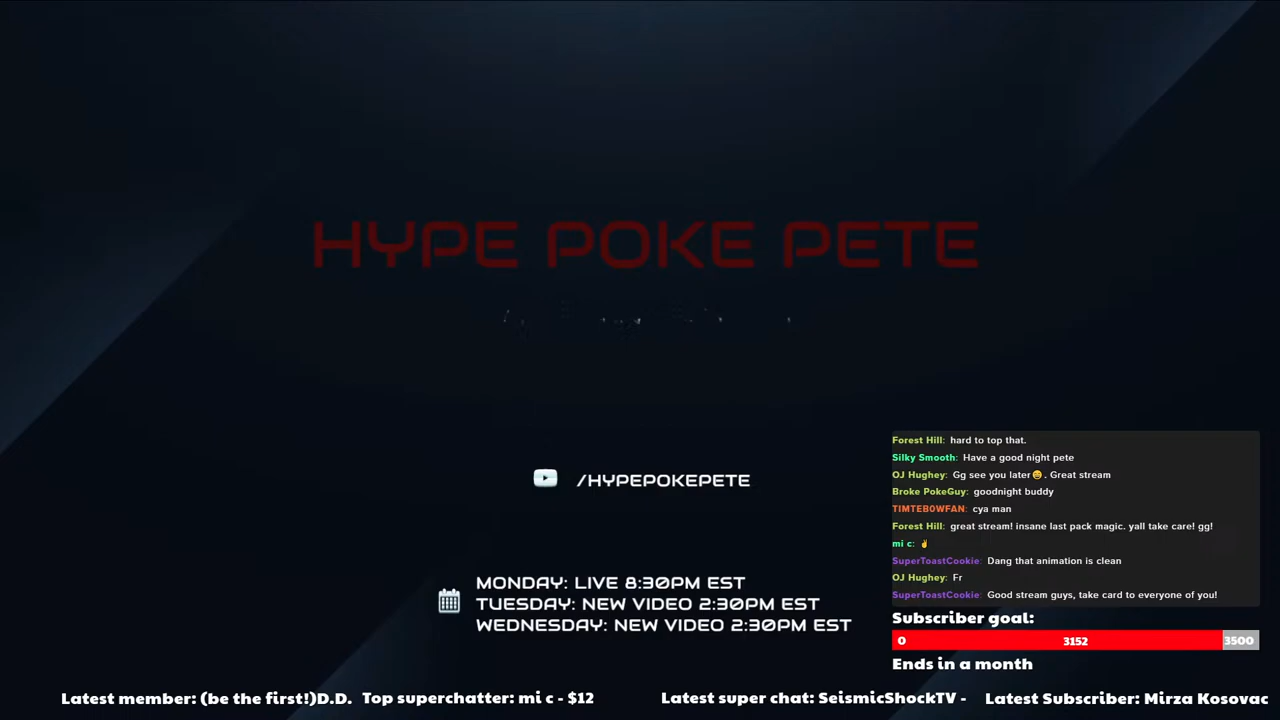 HYPE POKE PETE
/HYPEPOKEPETE
MONDAY: LIVE 8:30PM EST
TUESDAY: NEW VIDEO 2:30PM EST
WEDNESDAY: NEW VIDEO 2:30PM EST
Forest Hill: hard to top that.
Silky Smooth: Have a good night pete
OJ Hughey: Gg see you later😄. Great stream
Broke PokeGuy: goodnight buddy
TIMTEB0WFAN: cya man
Forest Hill: great stream! insane last pack magic. yall take care! gg!
mi c: ✌
SuperToastCookie: Dang that animation is clean
OJ Hughey: Fr
SuperToastCookie: Good stream guys, take card to everyone of you!
Subscriber goal:
0 3152 3500
Ends in a month
Latest member: (be the first!)D.D. Top superchatter: mi c - $12 Latest super chat: SeismicShockTV - Latest Subscriber: Mirza Kosovac